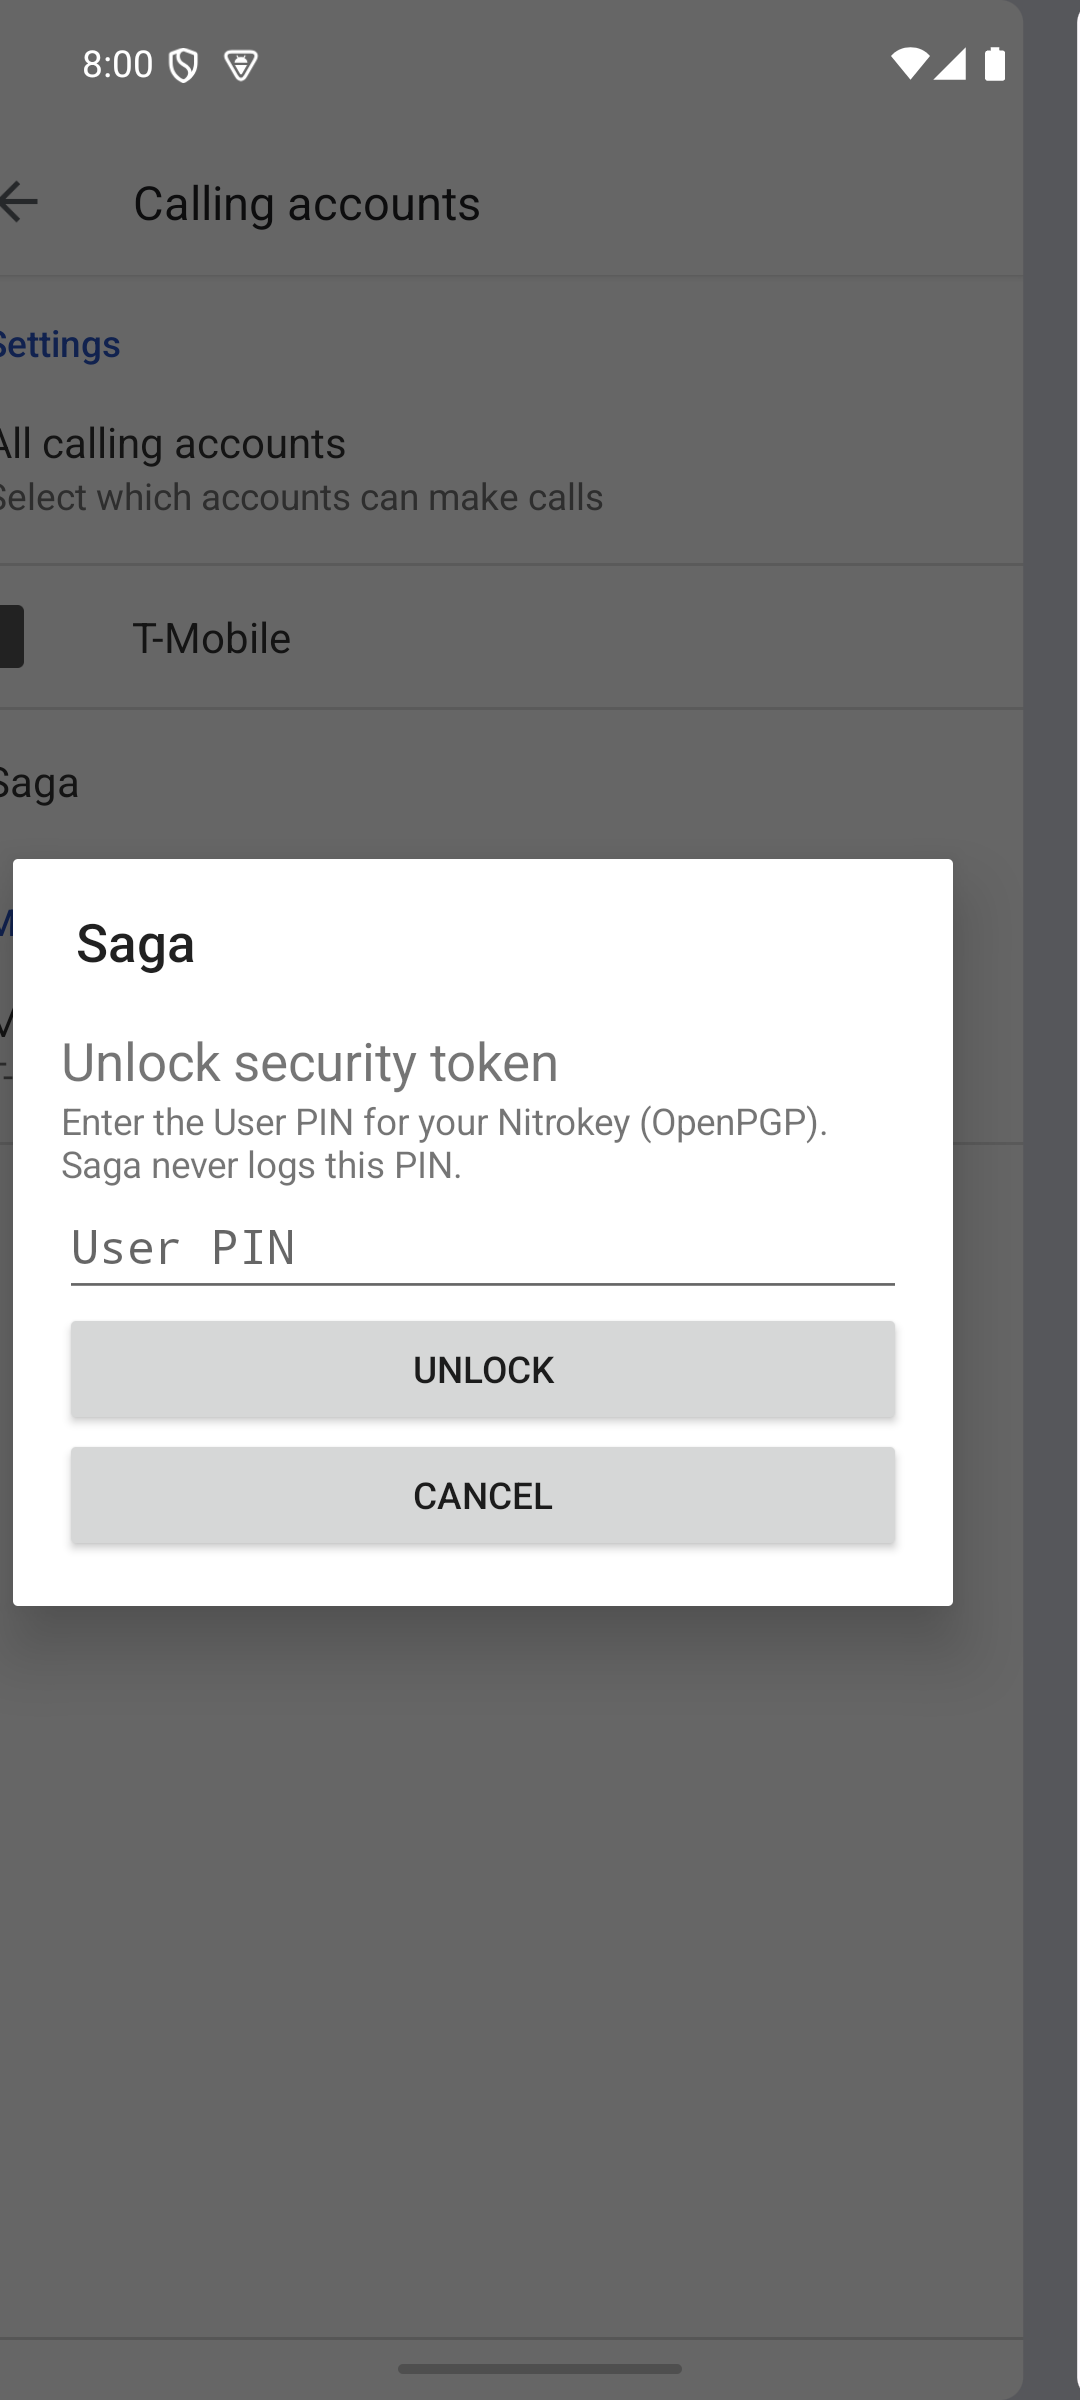 8:00
Calling accounts
Settings
All calling accounts
Select which accounts can make calls
T-Mobile
Saga
Saga
Unlock security token
Enter the User PIN for your Nitrokey (OpenPGP).
Saga never logs this PIN.
User PIN
UNLOCK
CANCEL